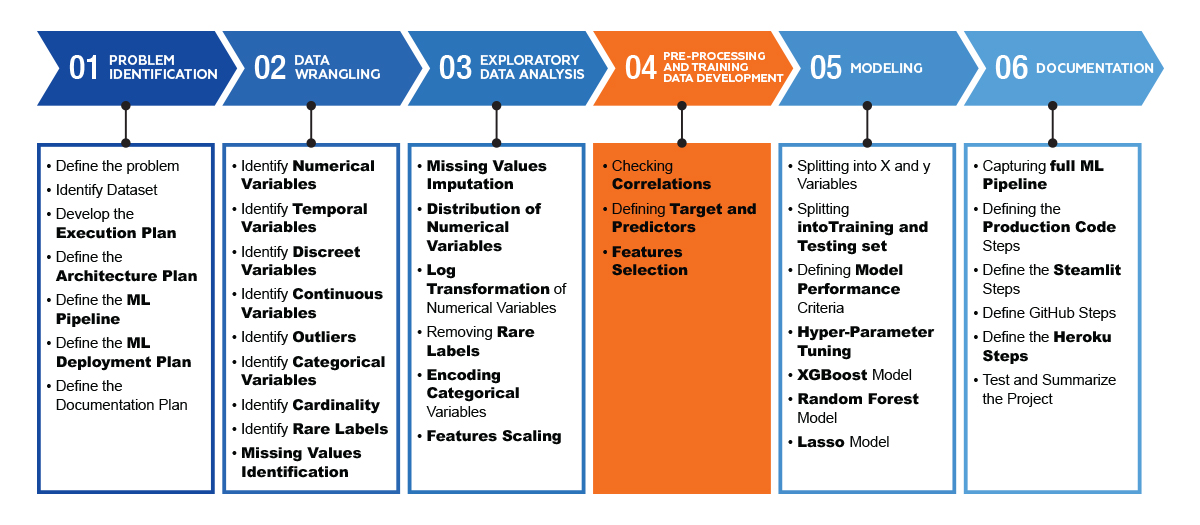 01 PROBLEM
IDENTIFICATION
02 DATA
WRANGLING
03 EXPLORATORY
DATA ANALYSIS
04 PRE-PROCESSING
AND TRAINING
DATA DEVELOPMENT
05 MODELING
06 DOCUMENTATION
• Define the problem
• Identify Dataset
• Develop the
Execution Plan
• Define the
Architecture Plan
• Define the ML
Pipeline
• Define the ML
Deployment Plan
• Define the
Documentation Plan
• Identify Numerical
Variables
• Identify Temporal
Variables
• Identify Discreet
Variables
• Identify Continuous
Variables
• Identify Outliers
• Identify Categorical
Variables
• Identify Cardinality
• Identify Rare Labels
• Missing Values
Identification
• Missing Values
Imputation
• Distribution of
Numerical
Variables
• Log
Transformation of
Numerical Variables
• Removing Rare
Labels
• Encoding
Categorical
Variables
• Features Scaling
• Checking
Correlations
• Defining Target and
Predictors
• Features
Selection
• Splitting into X and y
Variables
• Splitting
intoTraining and
Testing set
• Defining Model
Performance
Criteria
• Hyper-Parameter
Tuning
• XGBoost Model
• Random Forest
Model
• Lasso Model
• Capturing full ML
Pipeline
• Defining the
Production Code
Steps
• Define the Steamlit
Steps
• Define GitHub Steps
• Define the Heroku
Steps
• Test and Summarize
the Project